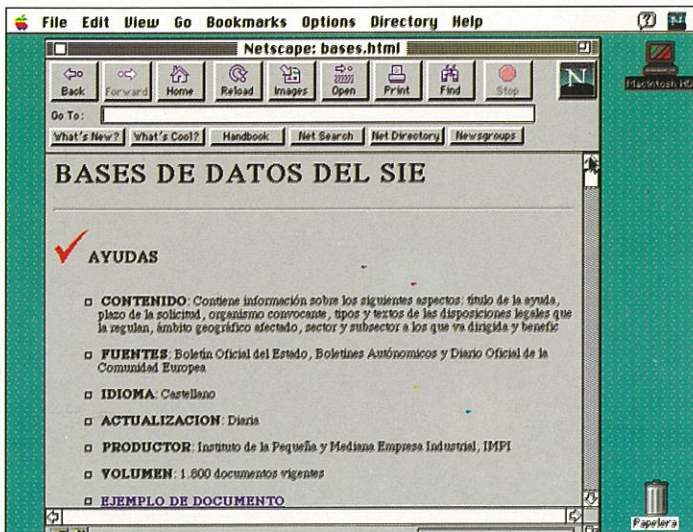 File Edit View Go Bookmarks Options Directory Help
Netscape: bases.html
Back Forward Home Reload Images Open Print Find Stop
N
Macintosh HD
Go To:
What's New? What's Cool? Handbook Net Search Net Directory Newsgroups
BASES DE DATOS DEL SIE
AYUDAS
CONTENIDO: Contiene información sobre los siguientes aspectos: título de la ayuda,
plazo de la solicitud, organismo convocante, tipos y textos de las disposiciones legales que
la regulan, ámbito geográfico afectado, sector y subsector a los que va dirigida y benefic
FUENTES: Boletín Oficial del Estado, Boletines Autónomicos y Diario Oficial de la
Comunidad Europea
IDIOMA: Castellano
ACTUALIZACION: Diaria
PRODUCTOR: Instituto de la Pequeña y Mediana Empresa Industrial, IMPI
VOLUMEN: 1.800 documentos vigentes
EJEMPLO DE DOCUMENTO
Papelera